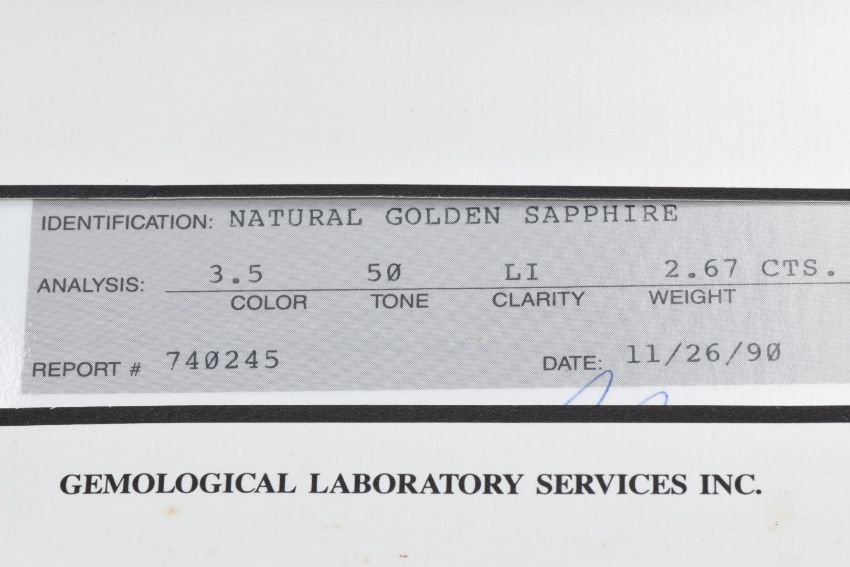 IDENTIFICATION: NATURAL GOLDEN SAPPHIRE
ANALYSIS: 3.5 50 LI 2.67 CTS.
COLOR TONE CLARITY WEIGHT
REPORT # 740245 DATE: 11/26/90
GEMOLOGICAL LABORATORY SERVICES INC.